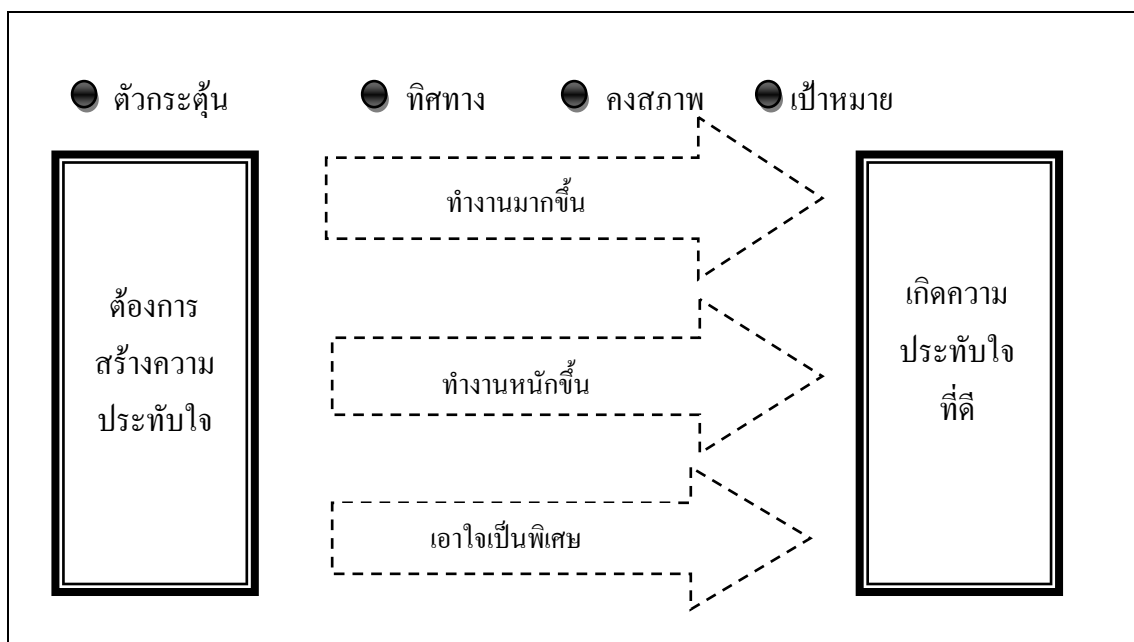 ตัวกระตุ้น ทิศทาง คงสภาพ เป้าหมาย
ทำงานมากขึ้น
ต้องการ
สร้างความ
ประทับใจ
ทำงานหนักขึ้น
เอาใจเป็นพิเศษ
เกิดความ
ประทับใจ
ที่ดี